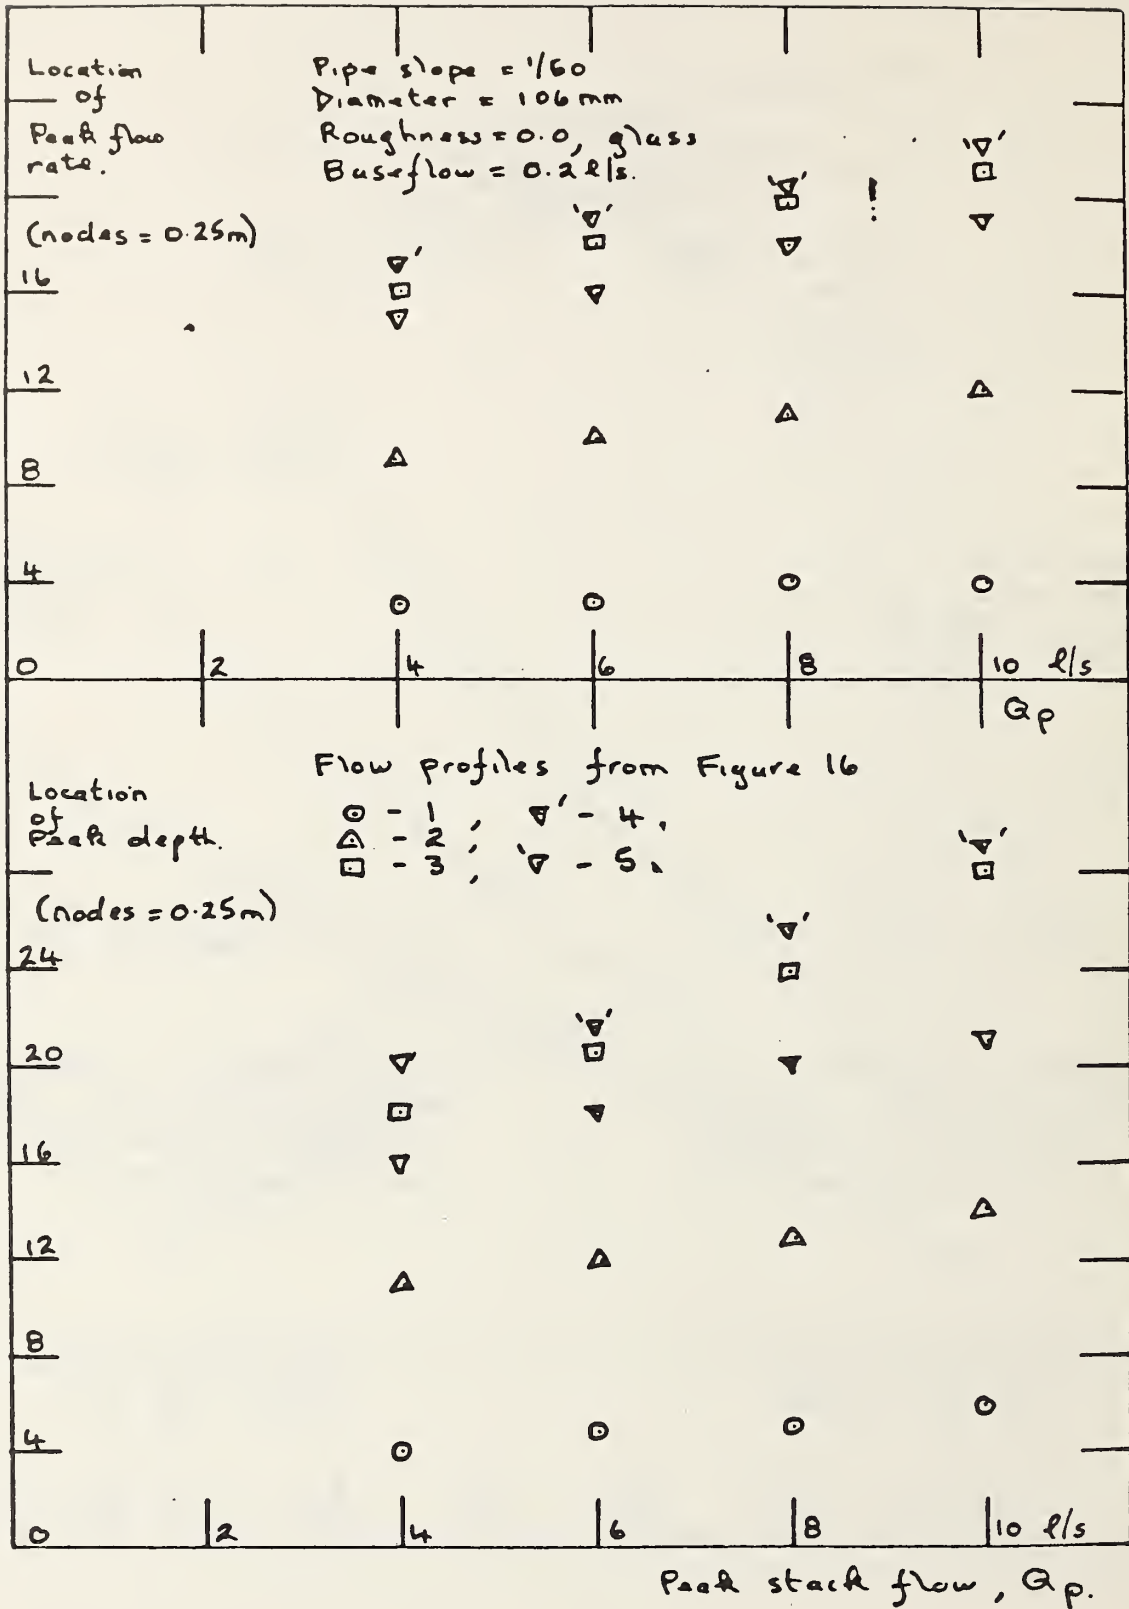 Location
of
Peak flow
rate.
(nodes = 0.25m)
Pipe slope = 1/60
Diameter = 106 mm
Roughness = 0.0, glass
Baseflow = 0.2 l/s.
16
12
8
4
0 2 4 6 8 10 l/s
Qp
Flow profiles from Figure 16
⊙ - 1 , ∇' - 4 .
△ - 2 , '∇ - 5 .
□ - 3 ,
Location
of
Peak depth.
(nodes = 0.25m)
24
20
16
12
8
4
0 2 4 6 8 10 l/s
Peak stack flow, Qp.